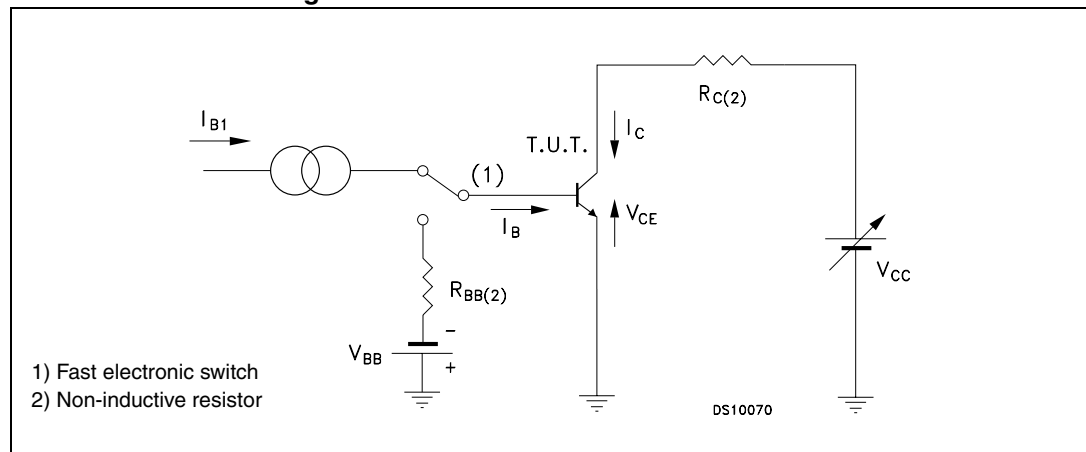 I_B1
R_C(2)
I_C
T.U.T.
(1)
I_B
V_CE
V_CC
R_BB(2)
-
V_BB
+
1) Fast electronic switch
2) Non-inductive resistor
DS10070